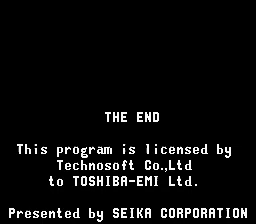 THE END
This program is licensed by
Technosoft Co.,Ltd
to TOSHIBA-EMI Ltd.
Presented by SEIKA CORPORATION